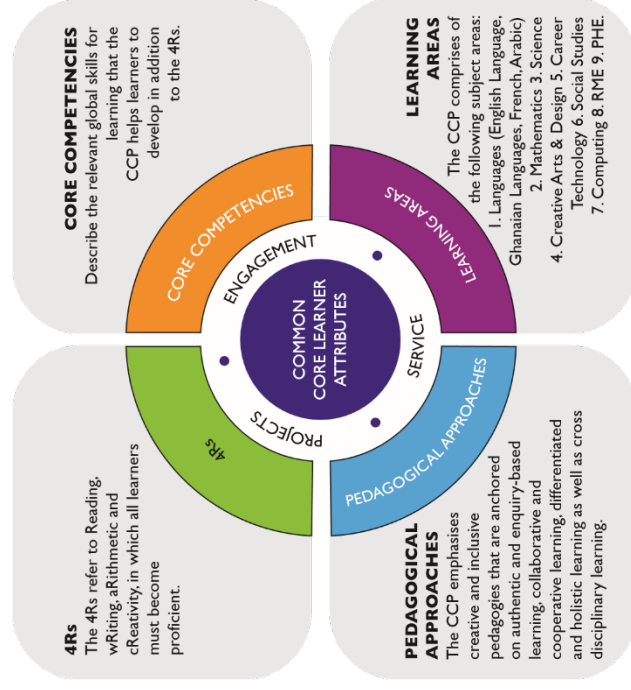 4Rs
The 4Rs refer to Reading,
wRiting, aRithmetic and
cReativity, in which all learners
must become
proficient.
CORE COMPETENCIES
Describe the relevant global skills for
learning that the
CCP helps learners to
develop in addition
to the 4Rs.
4Rs
CORE COMPETENCIES
PROJECTS
ENGAGEMENT
COMMON
CORE LEARNER
ATTRIBUTES
SERVICE
PEDAGOGICAL APPROACHES
LEARNING AREAS
PEDAGOGICAL
APPROACHES
The CCP emphasises
creative and inclusive
pedagogies that are anchored
on authentic and enquiry-based
learning, collaborative and
cooperative learning, differentiated
and holistic learning as well as cross
disciplinary learning.
LEARNING
AREAS
The CCP comprises of
the following subject areas:
1. Languages (English Language,
Ghanaian Languages, French, Arabic)
2. Mathematics 3. Science
4. Creative Arts & Design 5. Career
Technology 6. Social Studies
7. Computing 8. RME 9. PHE.